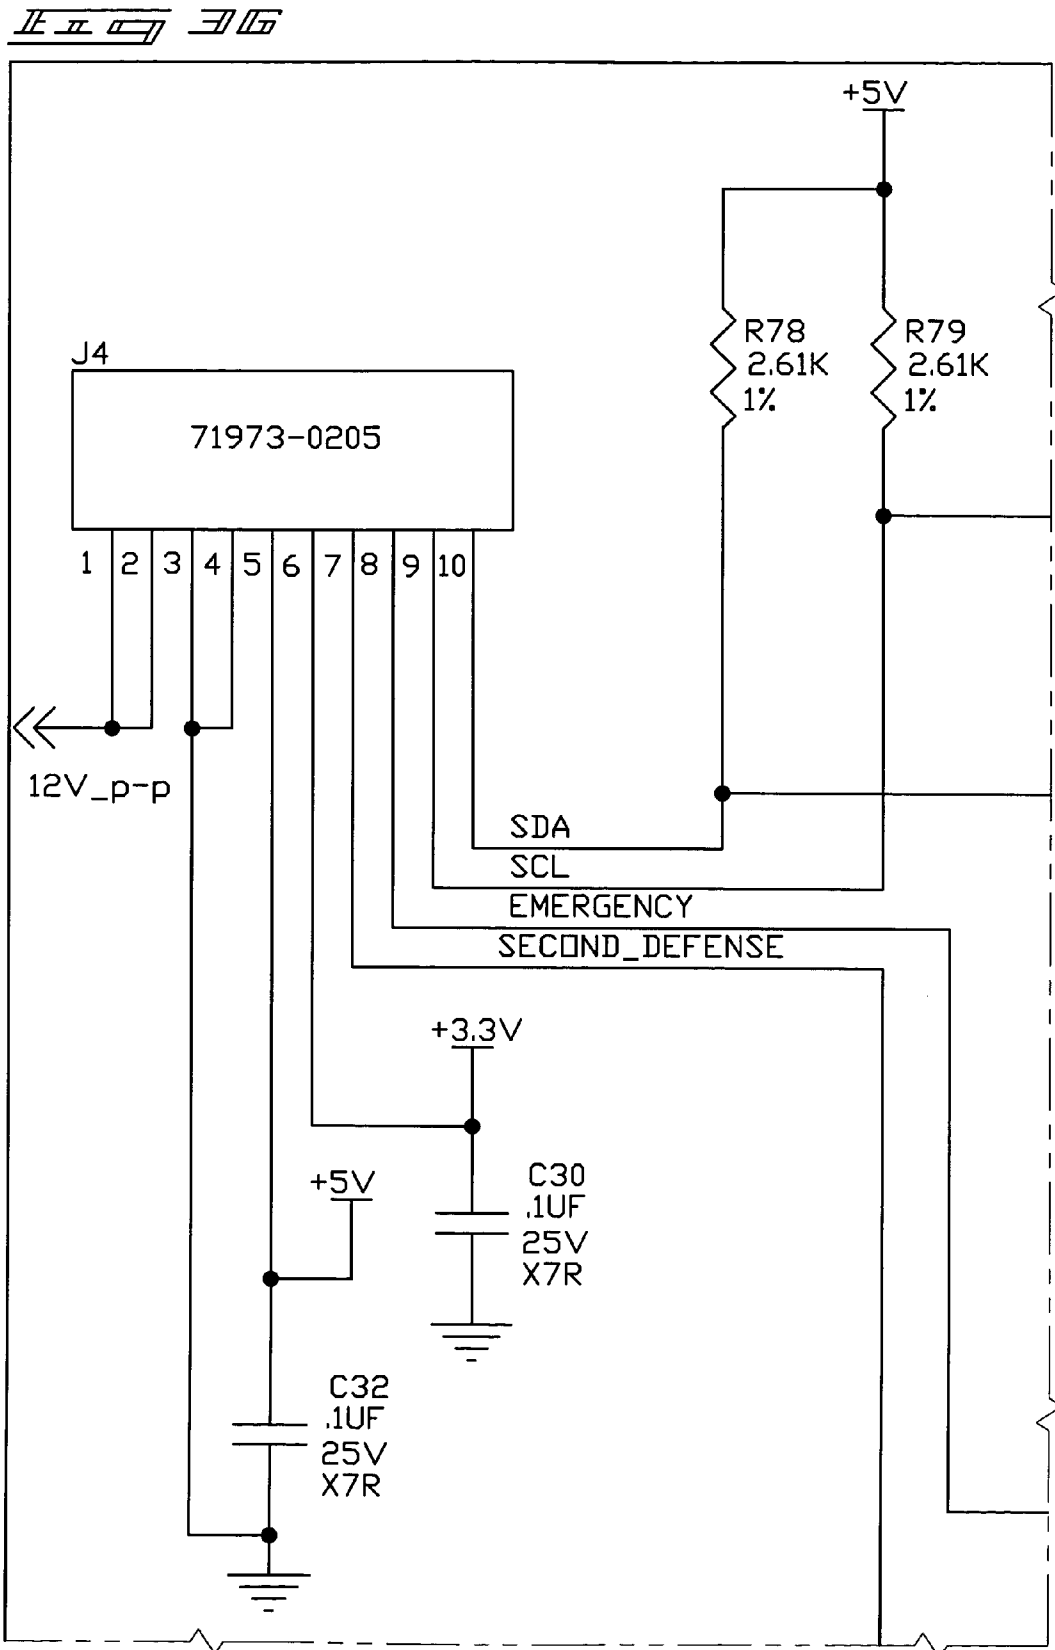 Fig 3G
+5V
R78
2.61K
1%
R79
2.61K
1%
J4
71973-0205
1 2 3 4 5 6 7 8 9 10
12V_p-p
SDA
SCL
EMERGENCY
SECOND_DEFENSE
+3.3V
C30
.1UF
25V
X7R
+5V
C32
.1UF
25V
X7R